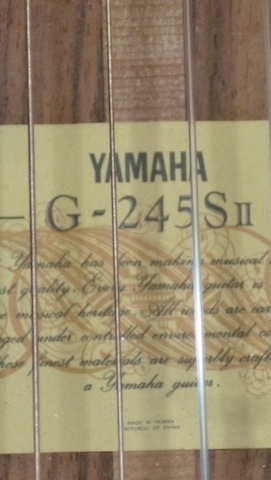 YAMAHA
G-245SII
Yamaha has been making musical
quality. Every Yamaha guitar is
musical heritage. All woods are
under controlled environmental
finest materials are superbly
a Yamaha guitar.
MADE IN TAIWAN
REPUBLIC OF CHINA